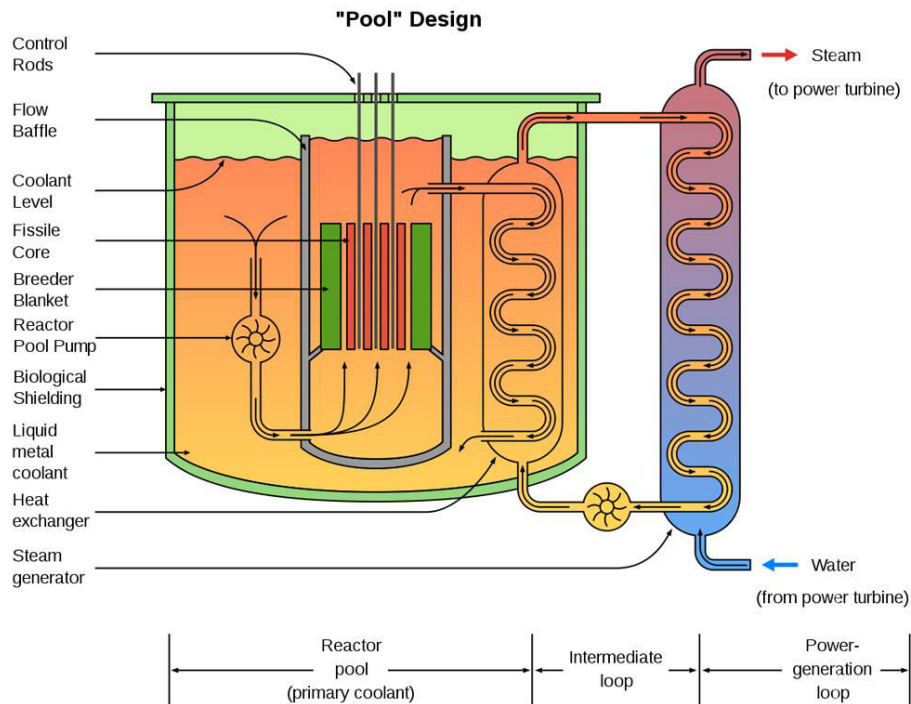 "Pool" Design
Control
Rods
Flow
Baffle
Coolant
Level
Fissile
Core
Breeder
Blanket
Reactor
Pool Pump
Biological
Shielding
Liquid
metal
coolant
Heat
exchanger
Steam
generator
Steam
(to power turbine)
Water
(from power turbine)
Reactor
pool
(primary coolant)
Intermediate
loop
Power-
generation
loop